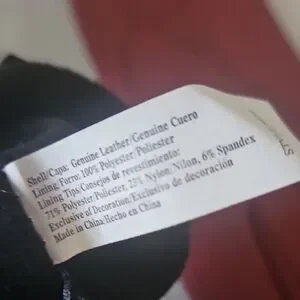 Shell/Capa: Genuine Leather/Genuine Cuero
Lining/ Forro: 100% Polyester/Poliester
Lining Tips/Consejos de revestimiento:
71% Polyester/Poliester, 23% Nylon/Nilon, 6% Spandex
Exclusive of Decoration/Exclusivo de decoración
Made in China/Hecho en China